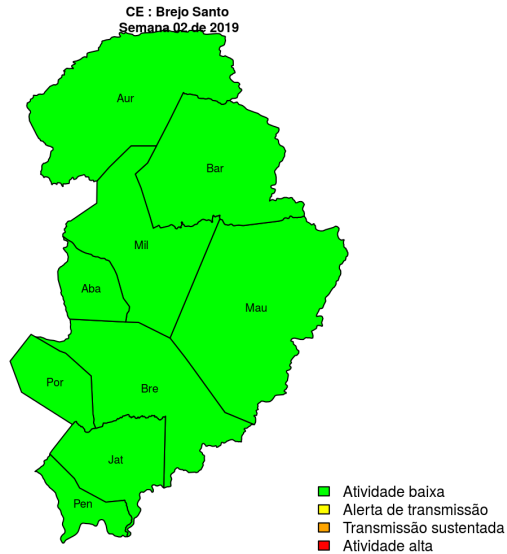 CE : Brejo Santo
Semana 02 de 2019
Aur
Bar
Mil
Aba
Mau
Por
Bre
Jat
Pen
Atividade baixa
Alerta de transmissão
Transmissão sustentada
Atividade alta